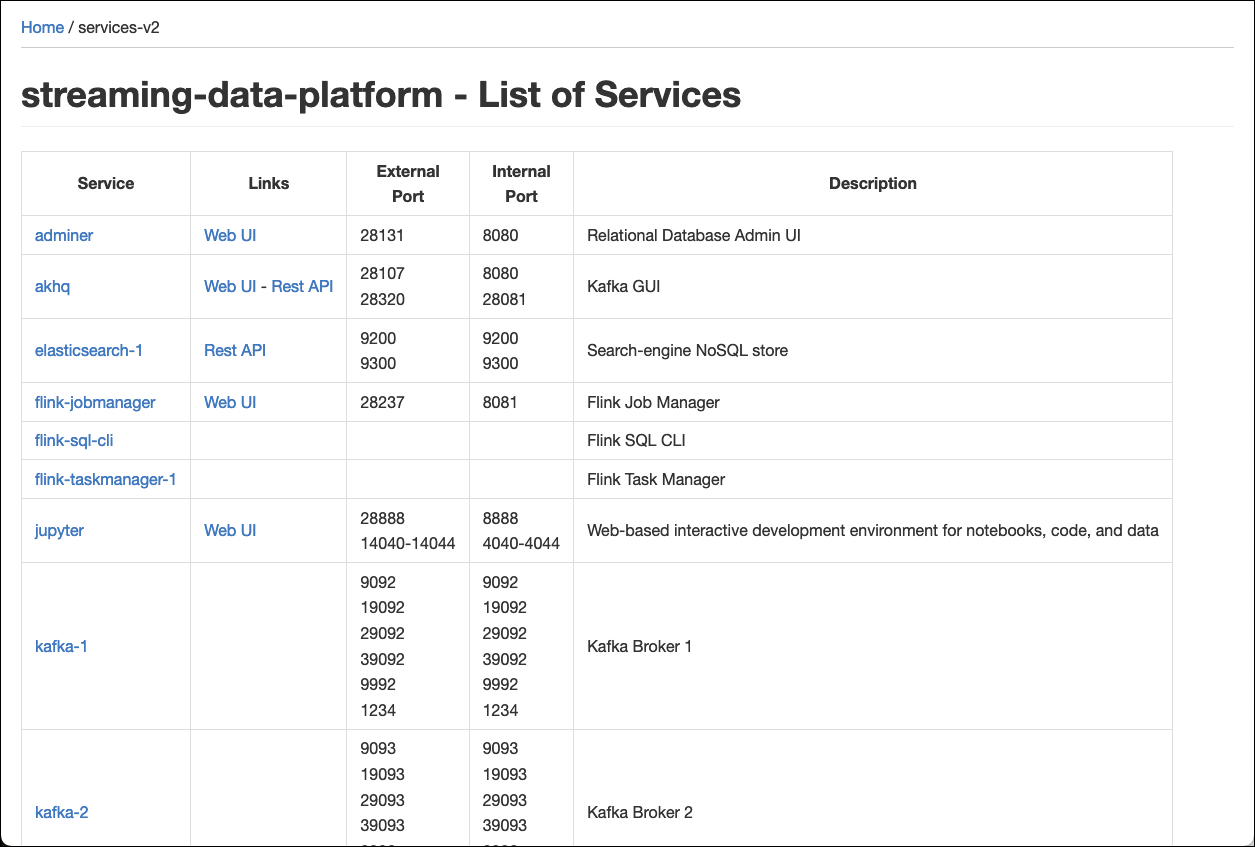 Home / services-v2
streaming-data-platform - List of Services
Service Links External Port Internal Port Description
adminer Web UI 28131 8080 Relational Database Admin UI
akhq Web UI - Rest API 28107 8080 Kafka GUI
28320 28081
elasticsearch-1 Rest API 9200 9200 Search-engine NoSQL store
9300 9300
flink-jobmanager Web UI 28237 8081 Flink Job Manager
flink-sql-cli Flink SQL CLI
flink-taskmanager-1 Flink Task Manager
jupyter Web UI 28888 8888 Web-based interactive development environment for notebooks, code, and data
14040-14044 4040-4044
kafka-1 9092 9092 Kafka Broker 1
19092 19092
29092 29092
39092 39092
9992 9992
1234 1234
kafka-2 9093 9093 Kafka Broker 2
19093 19093
29093 29093
39093 39093